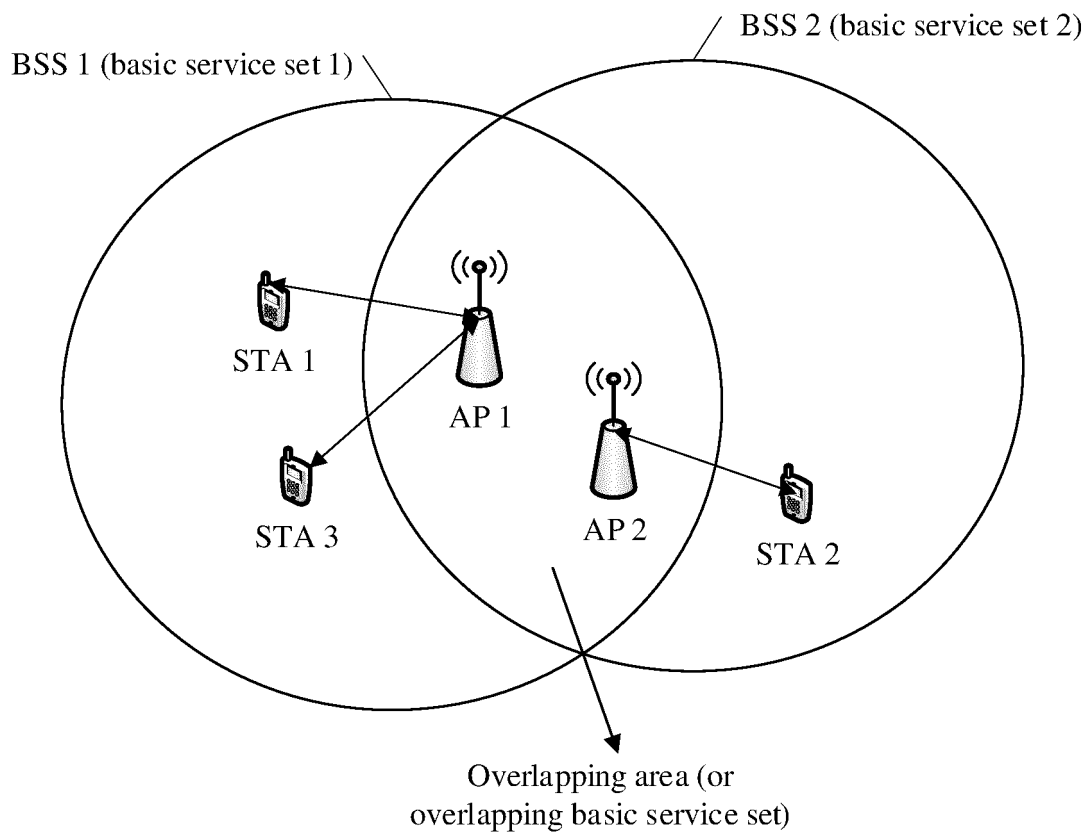 BSS 2 (basic service set 2)
BSS 1 (basic service set 1)
STA 1
AP 1
STA 3
AP 2
STA 2
Overlapping area (or
overlapping basic service set)